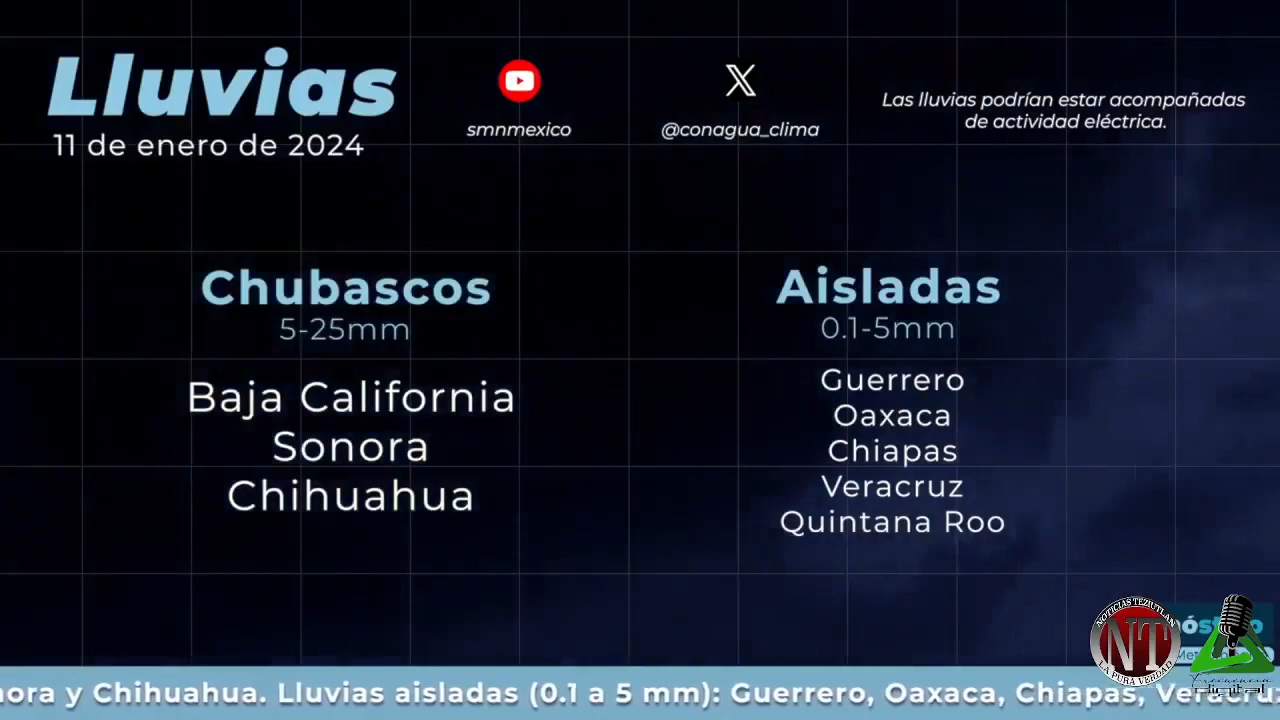 Lluvias
11 de enero de 2024
smnmexico
@conagua_clima
Las lluvias podrían estar acompañadas
de actividad eléctrica.
Chubascos
5-25mm
Baja California
Sonora
Chihuahua
Aisladas
0.1-5mm
Guerrero
Oaxaca
Chiapas
Veracruz
Quintana Roo
NOTICIAS TEZIUTLAN
NT
LA PURA VERDAD
nora y Chihuahua. Lluvias aisladas (0.1 a 5 mm): Guerrero, Oaxaca, Chiapas, Veracruz